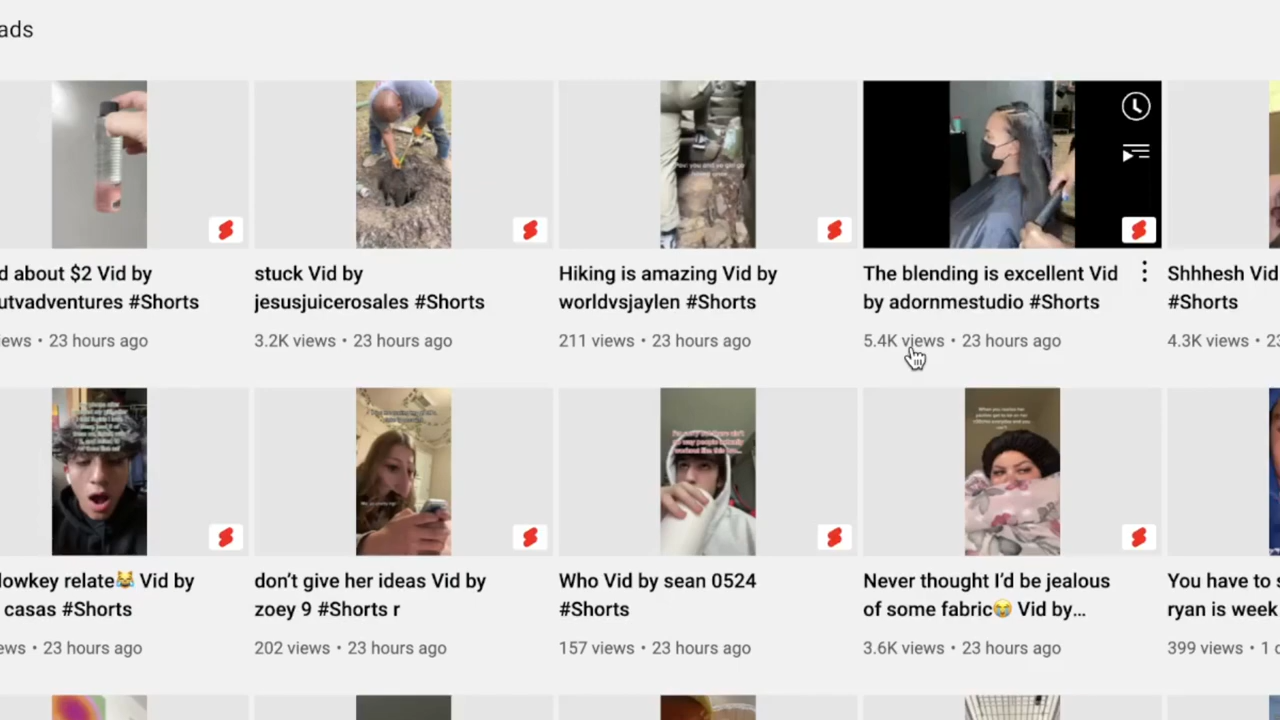 ads
d about $2 Vid by
utvadventures #Shorts
iews • 23 hours ago
stuck Vid by
jesusjuicerosales #Shorts
3.2K views • 23 hours ago
Hiking is amazing Vid by
worldvsjaylen #Shorts
211 views • 23 hours ago
The blending is excellent Vid
by adornmestudio #Shorts
5.4K views • 23 hours ago
Shhhesh Vid
#Shorts
4.3K views • 23
lowkey relate😹 Vid by
casas #Shorts
ews • 23 hours ago
don’t give her ideas Vid by
zoey 9 #Shorts r
202 views • 23 hours ago
Who Vid by sean 0524
#Shorts
157 views • 23 hours ago
Never thought I’d be jealous
of some fabric😭 Vid by...
3.6K views • 23 hours ago
You have to s
ryan is week
399 views • 1 d